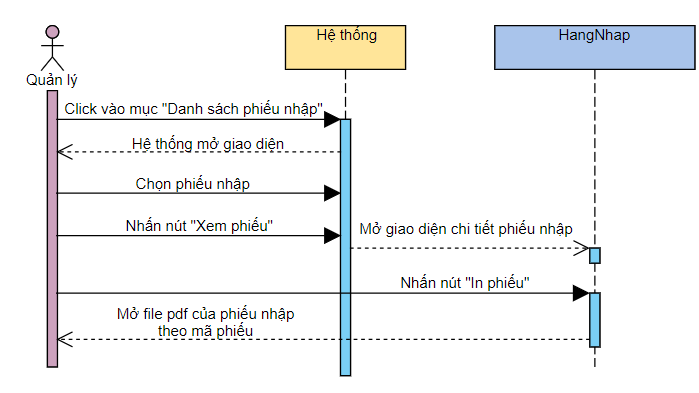 Hệ thống
HangNhap
Quản lý
Click vào mục "Danh sách phiếu nhập"
Hệ thống mở giao diện
Chọn phiếu nhập
Nhấn nút "Xem phiếu"
Mở giao diện chi tiết phiếu nhập
Nhấn nút "In phiếu"
Mở file pdf của phiếu nhập
theo mã phiếu